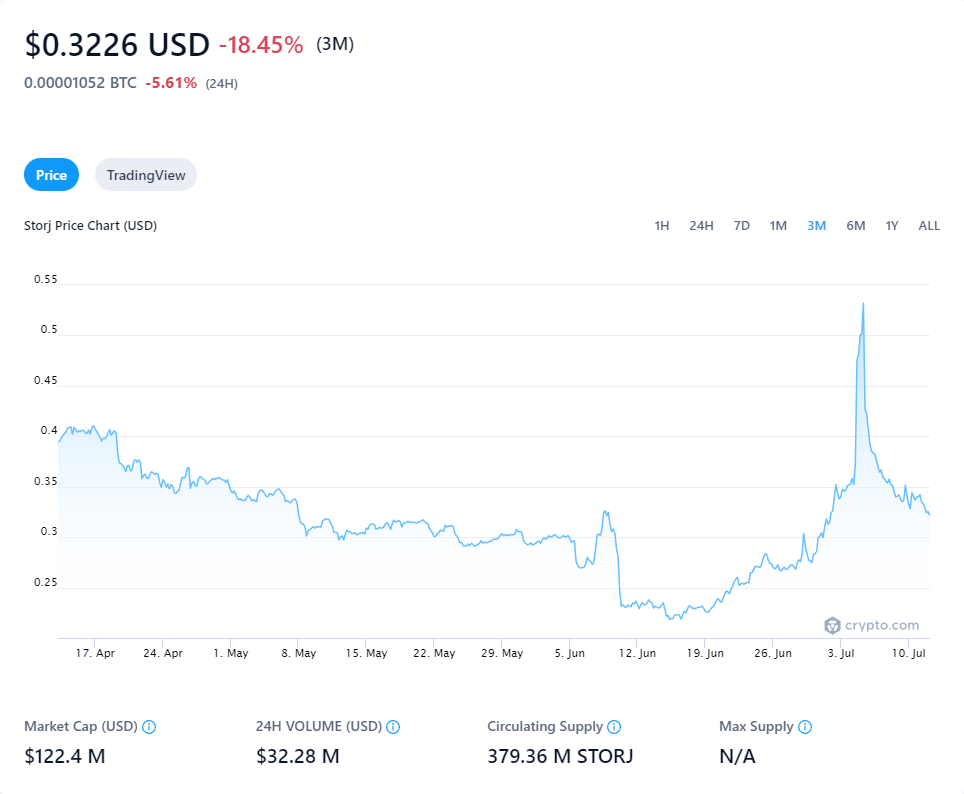 $0.3226 USD -18.45% (3M)
0.00001052 BTC -5.61% (24H)
Price TradingView
Storj Price Chart (USD) 1H 24H 7D 1M 3M 6M 1Y ALL
0.55
0.5
0.45
0.4
0.35
0.3
0.25
crypto.com
17. Apr 24. Apr 1. May 8. May 15. May 22. May 29. May 5. Jun 12. Jun 19. Jun 26. Jun 3. Jul 10. Jul
Market Cap (USD) 24H VOLUME (USD) Circulating Supply Max Supply
$122.4 M $32.28 M 379.36 M STORJ N/A